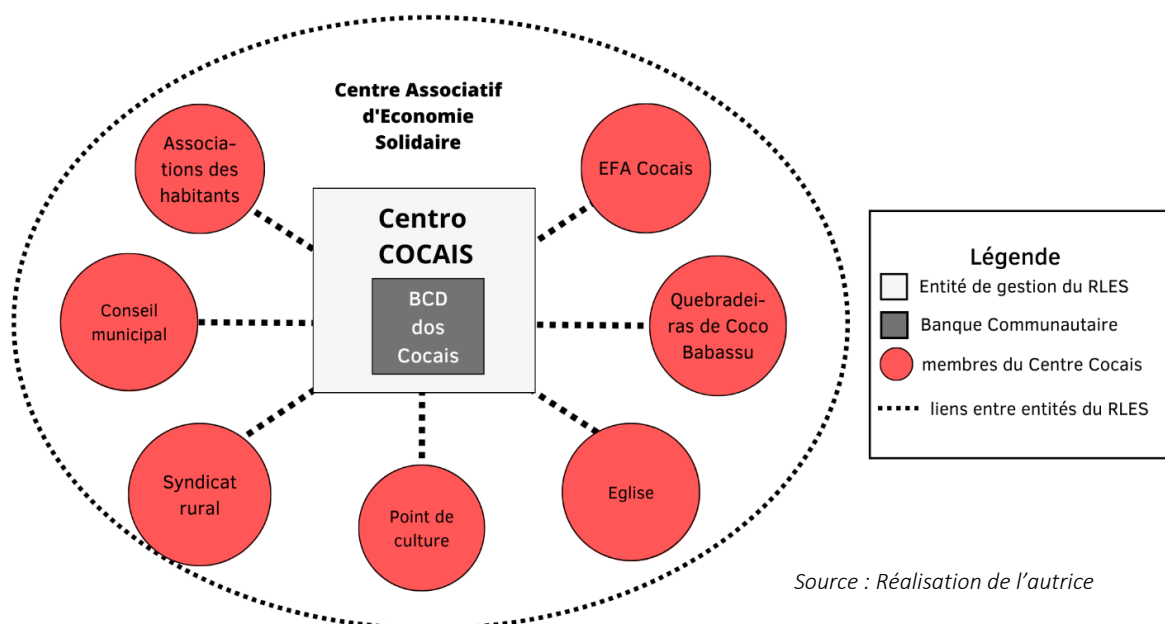 Centre Associatif
d'Economie
Solidaire
Associa-
tions des
habitants
EFA Cocais
Centro
COCAIS
BCD
dos
Cocais
Conseil
municipal
Quebradei-
ras de Coco
Babassu
Syndicat
rural
Point de
culture
Eglise
Légende
Entité de gestion du RLES
Banque Communautaire
membres du Centre Cocais
liens entre entités du RLES
Source : Réalisation de l'autrice